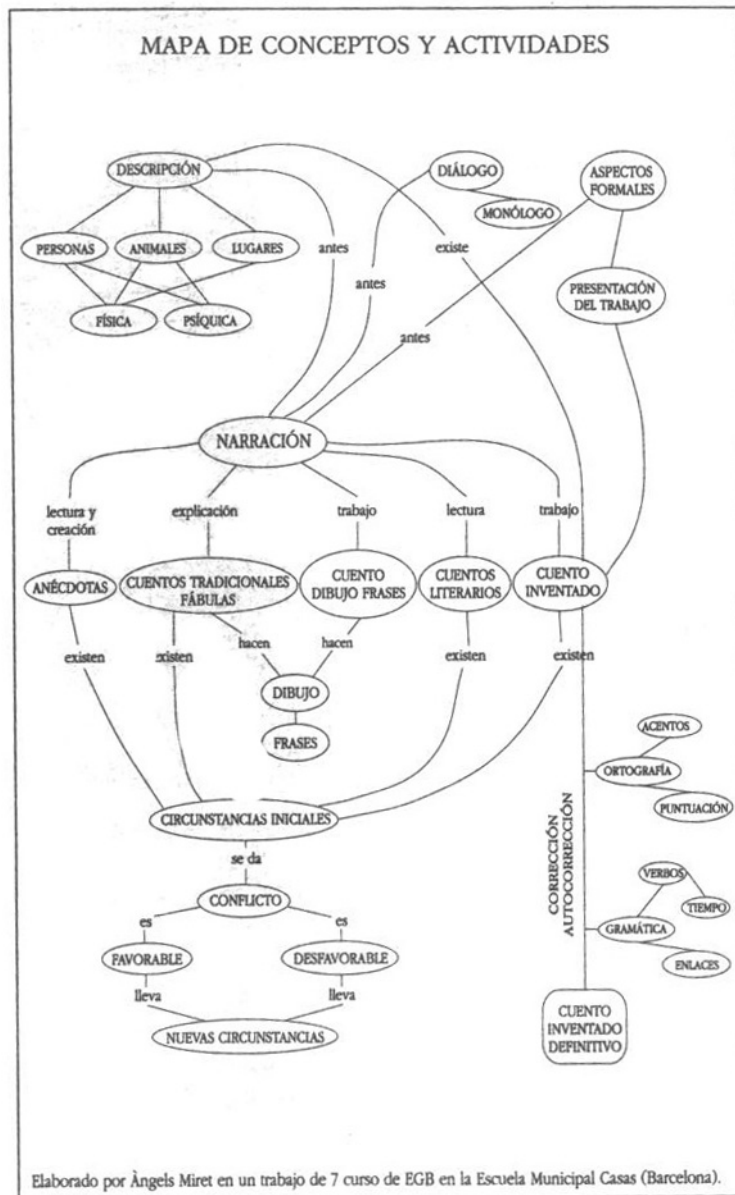 MAPA DE CONCEPTOS Y ACTIVIDADES
DESCRIPCIÓN
DIÁLOGO
MONÓLOGO
ASPECTOS
FORMALES
PERSONAS
ANIMALES
LUGARES
antes
existe
FÍSICA
PSÍQUICA
antes
PRESENTACIÓN
DEL TRABAJO
antes
NARRACIÓN
lectura y
creación
explicación
trabajo
lectura
trabajo
ANÉCDOTAS
CUENTOS TRADICIONALES
FÁBULAS
CUENTO
DIBUJO FRASES
CUENTOS
LITERARIOS
CUENTO
INVENTADO
existen
existen
hacen
hacen
existen
existen
DIBUJO
FRASES
ACENTOS
ORTOGRAFÍA
PUNTUACIÓN
CIRCUNSTANCIAS INICIALES
se da
CONFLICTO
CORRECCIÓN
AUTOCORRECCIÓN
VERBOS
TIEMPO
GRAMÁTICA
ENLACES
es
es
FAVORABLE
DESFAVORABLE
lleva
lleva
NUEVAS CIRCUNSTANCIAS
CUENTO
INVENTADO
DEFINITIVO
Elaborado por Àngels Miret en un trabajo de 7 curso de EGB en la Escuela Municipal Casas (Barcelona).